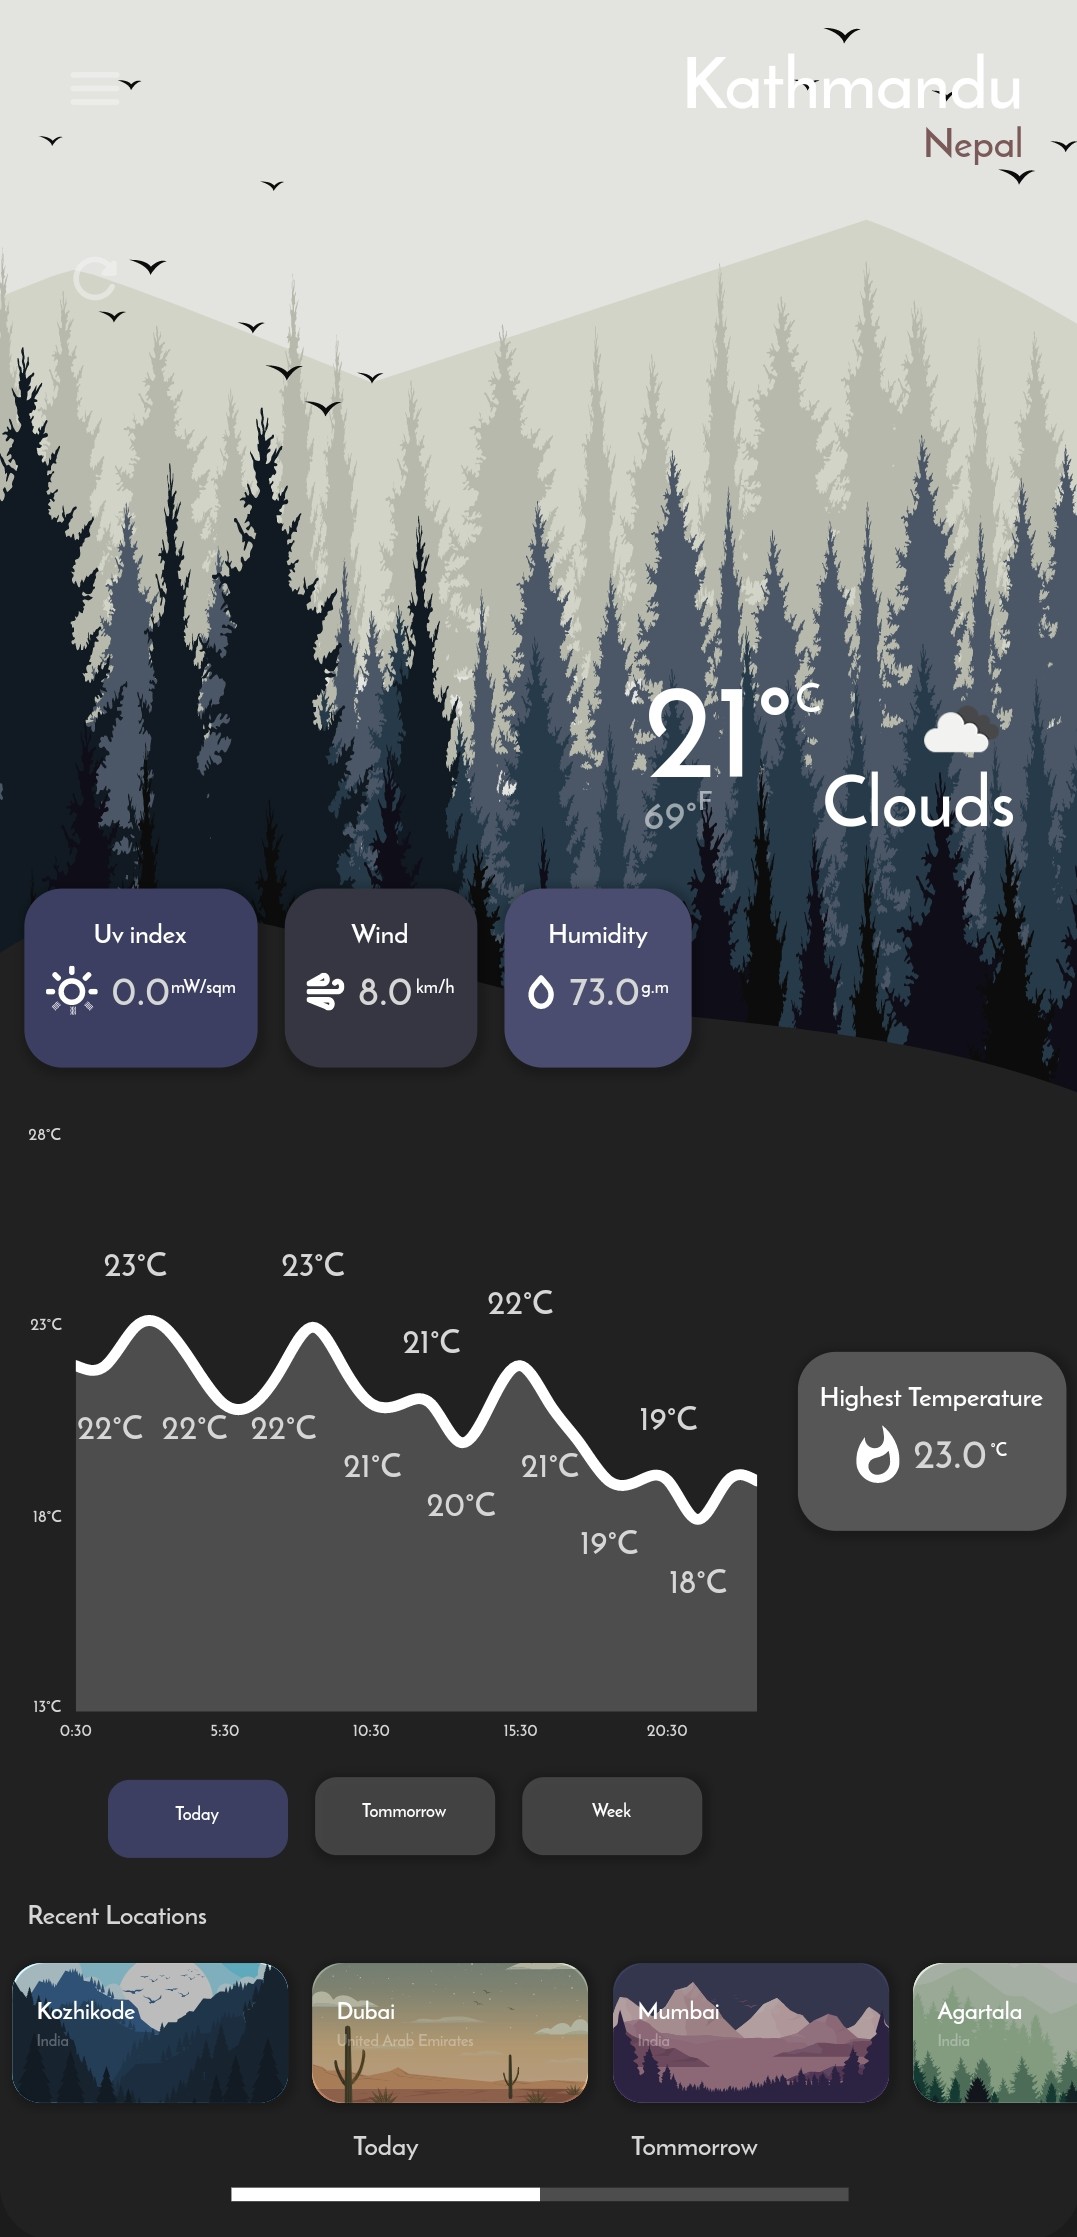 Kathmandu
Nepal
21°C
69°F
Clouds
Uv index
0.0mW/sqm
Wind
8.0km/h
Humidity
73.0g.m
28°C
23°C 23°C
22°C
23°C
21°C
19°C
22°C 22°C 22°C
Highest Temperature
23.0°C
21°C 21°C
20°C
18°C
19°C
18°C
13°C
0:30 5:30 10:30 15:30 20:30
Today
Tommorrow
Week
Recent Locations
Kozhikode
India
Dubai
United Arab Emirates
Mumbai
India
Agartala
India
Today
Tommorrow